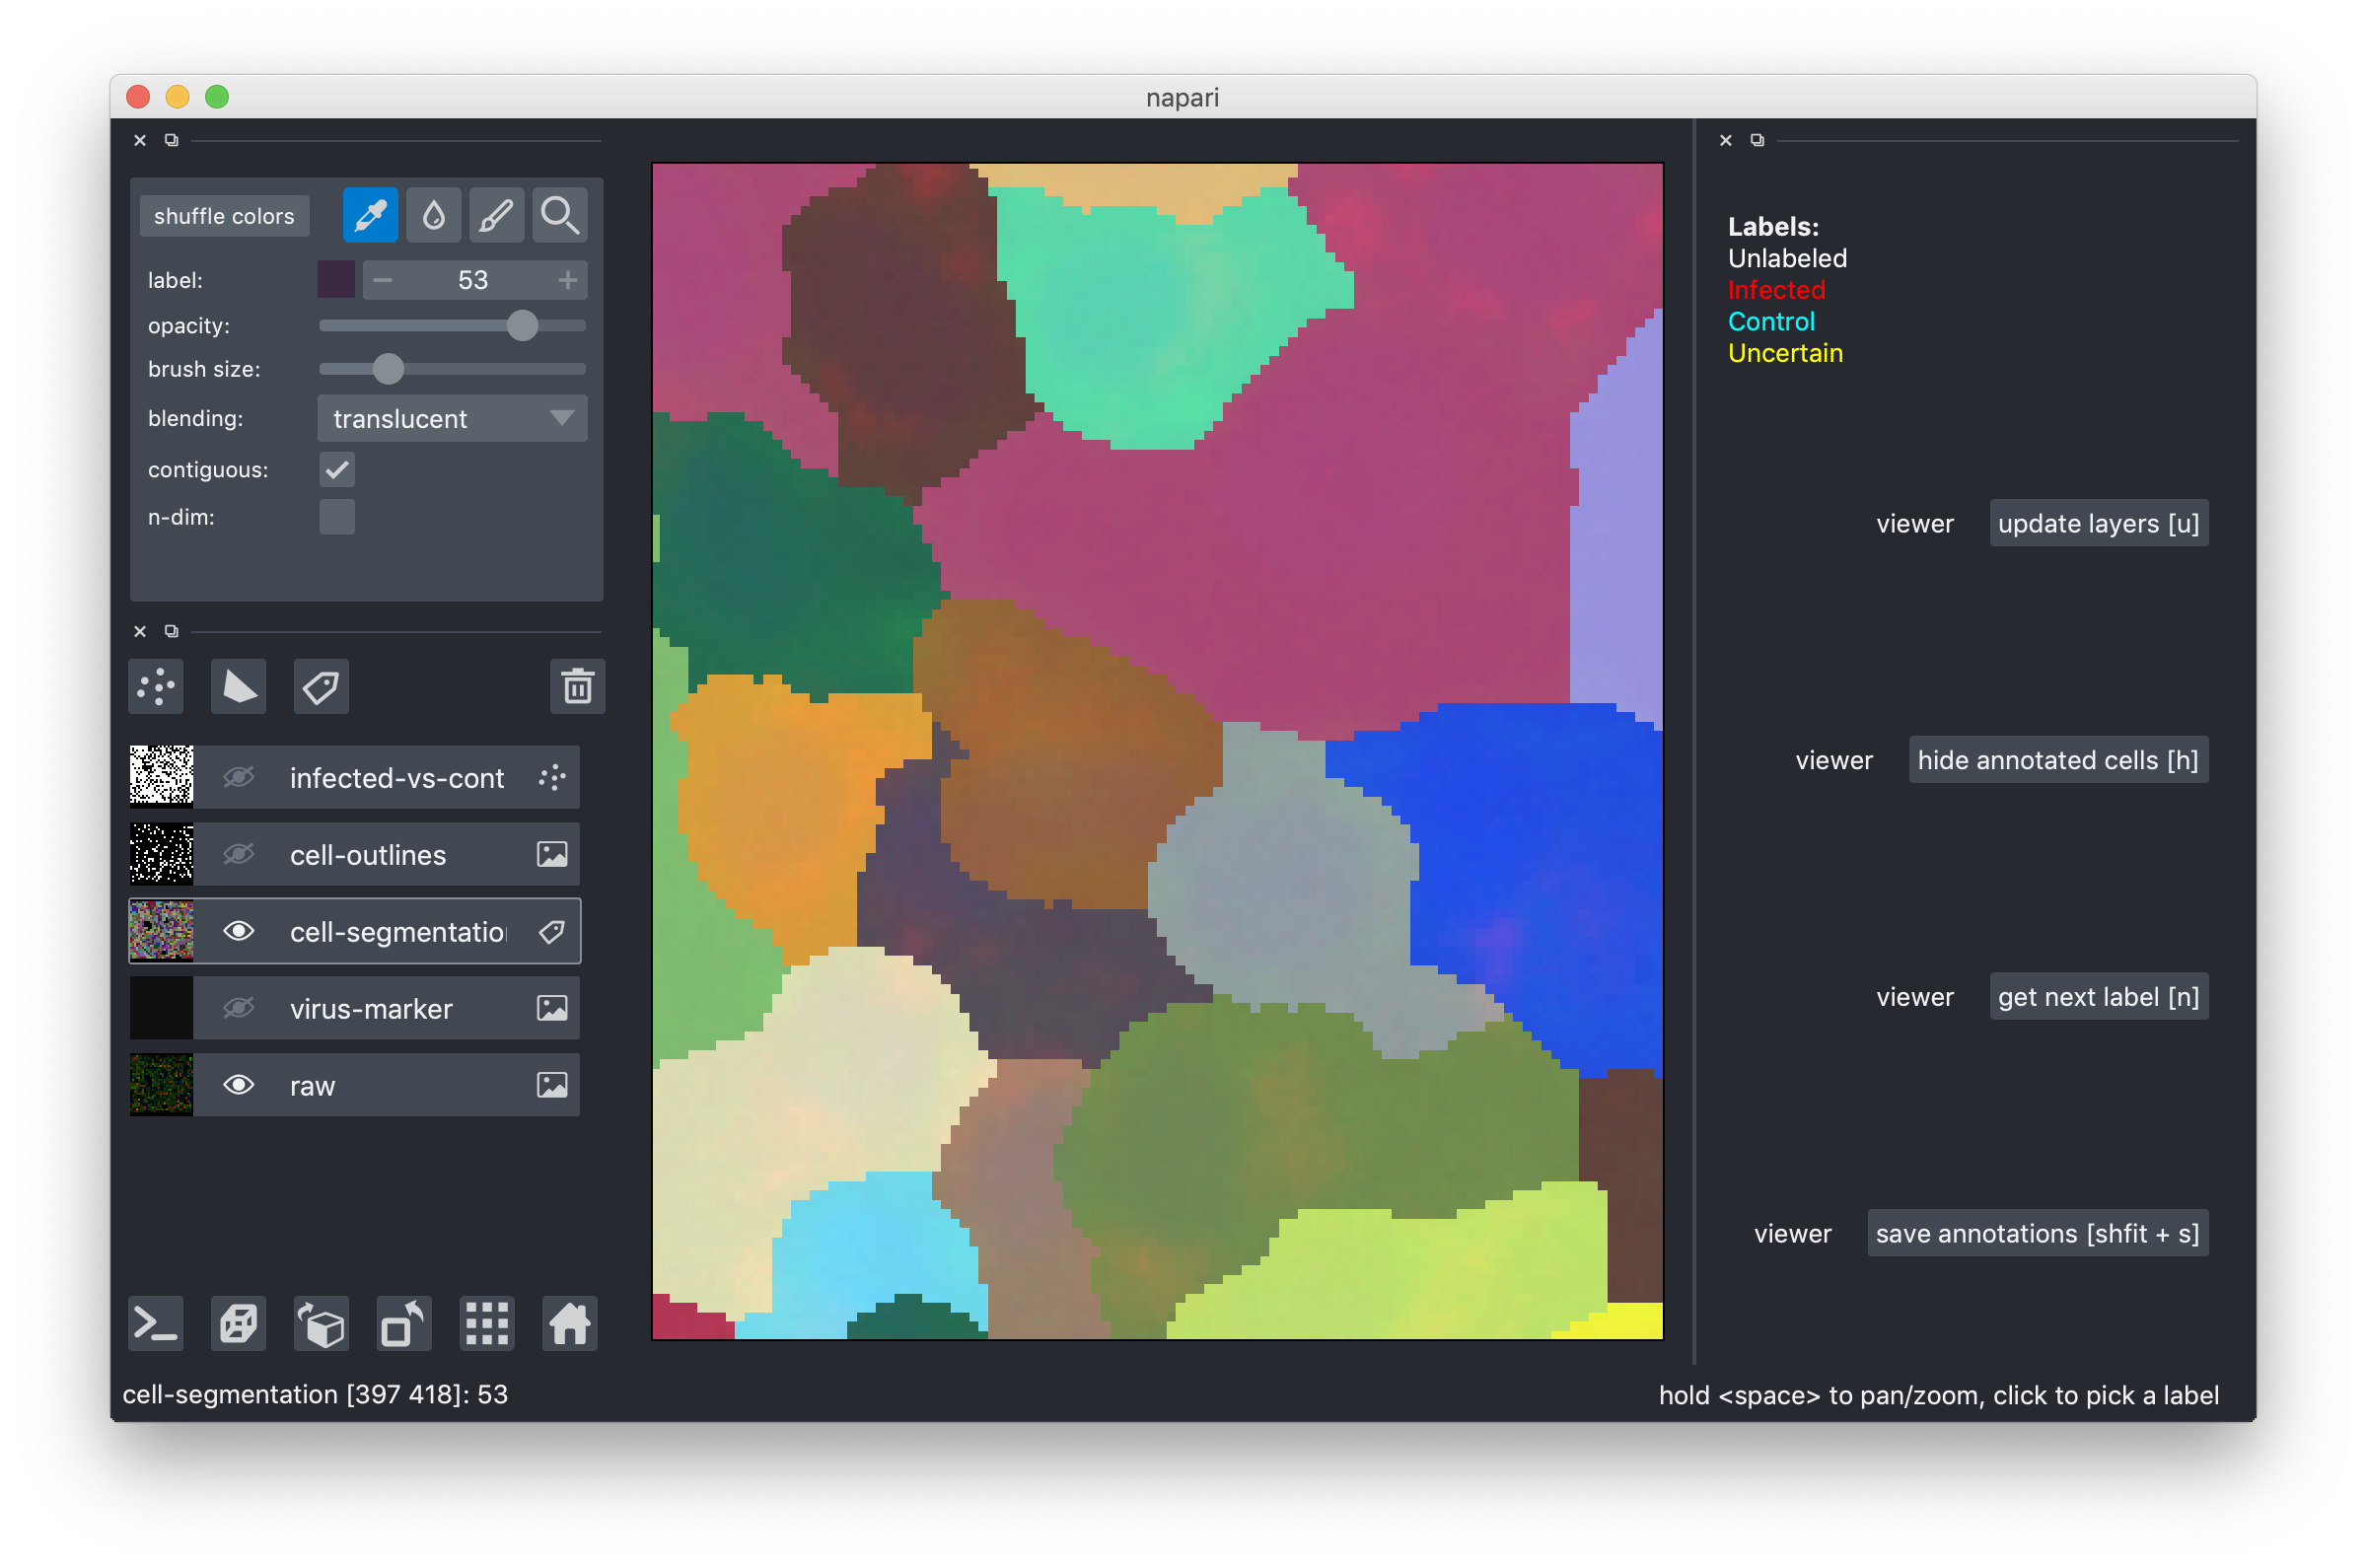 napari
shuffle colors
label: 53
opacity:
brush size:
blending: translucent
contiguous:
n-dim:
infected-vs-cont
cell-outlines
cell-segmentatio
virus-marker
raw
cell-segmentation [397 418]: 53
Labels:
Unlabeled
Infected
Control
Uncertain
viewer update layers [u]
viewer hide annotated cells [h]
viewer get next label [n]
viewer save annotations [shfit + s]
hold <space> to pan/zoom, click to pick a label